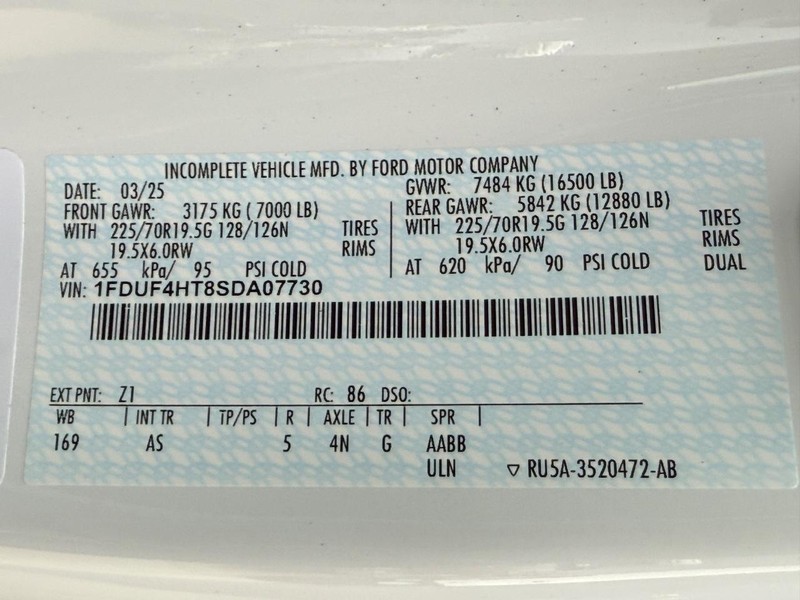 INCOMPLETE VEHICLE MFD. BY FORD MOTOR COMPANY
DATE: 03/25 GVWR: 7484 KG (16500 LB)
FRONT GAWR: 3175 KG ( 7000 LB) REAR GAWR: 5842 KG (12880 LB)
WITH 225/70R19.5G 128/126N TIRES WITH 225/70R19.5G 128/126N TIRES
19.5X6.0RW RIMS 19.5X6.0RW RIMS
AT 655 kPa/ 95 PSI COLD AT 620 kPa/ 90 PSI COLD DUAL
VIN: 1FDUF4HT8SDA07730
EXT PNT: Z1 RC: 86 DSO:
WB | INT TR | TP/PS | R | AXLE | TR | SPR |
169 AS 5 4N G AABB
ULN ▽ RU5A-3520472-AB